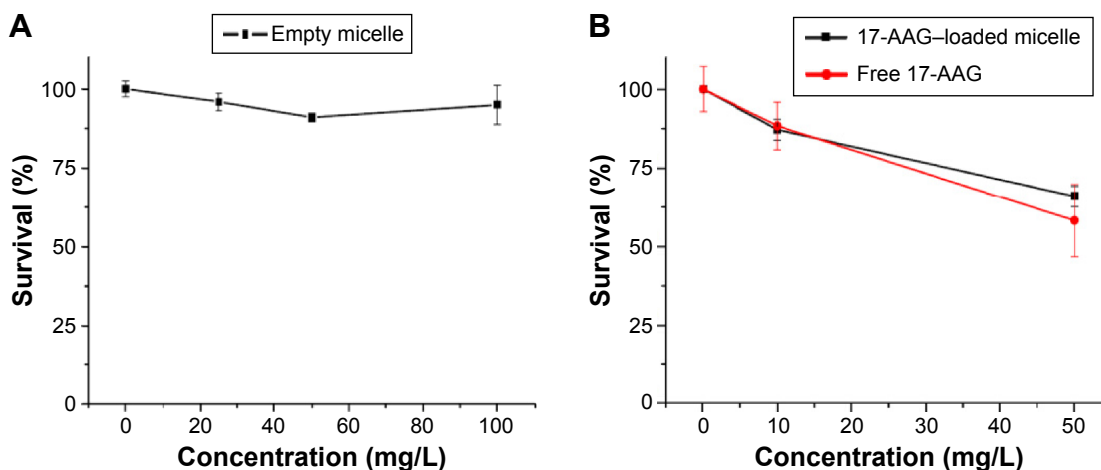 A
Empty micelle
100
75
50
25
0
Survival (%)
0 20 40 60 80 100
Concentration (mg/L)
B
17-AAG–loaded micelle
Free 17-AAG
100
75
50
25
0
Survival (%)
0 10 20 30 40 50
Concentration (mg/L)